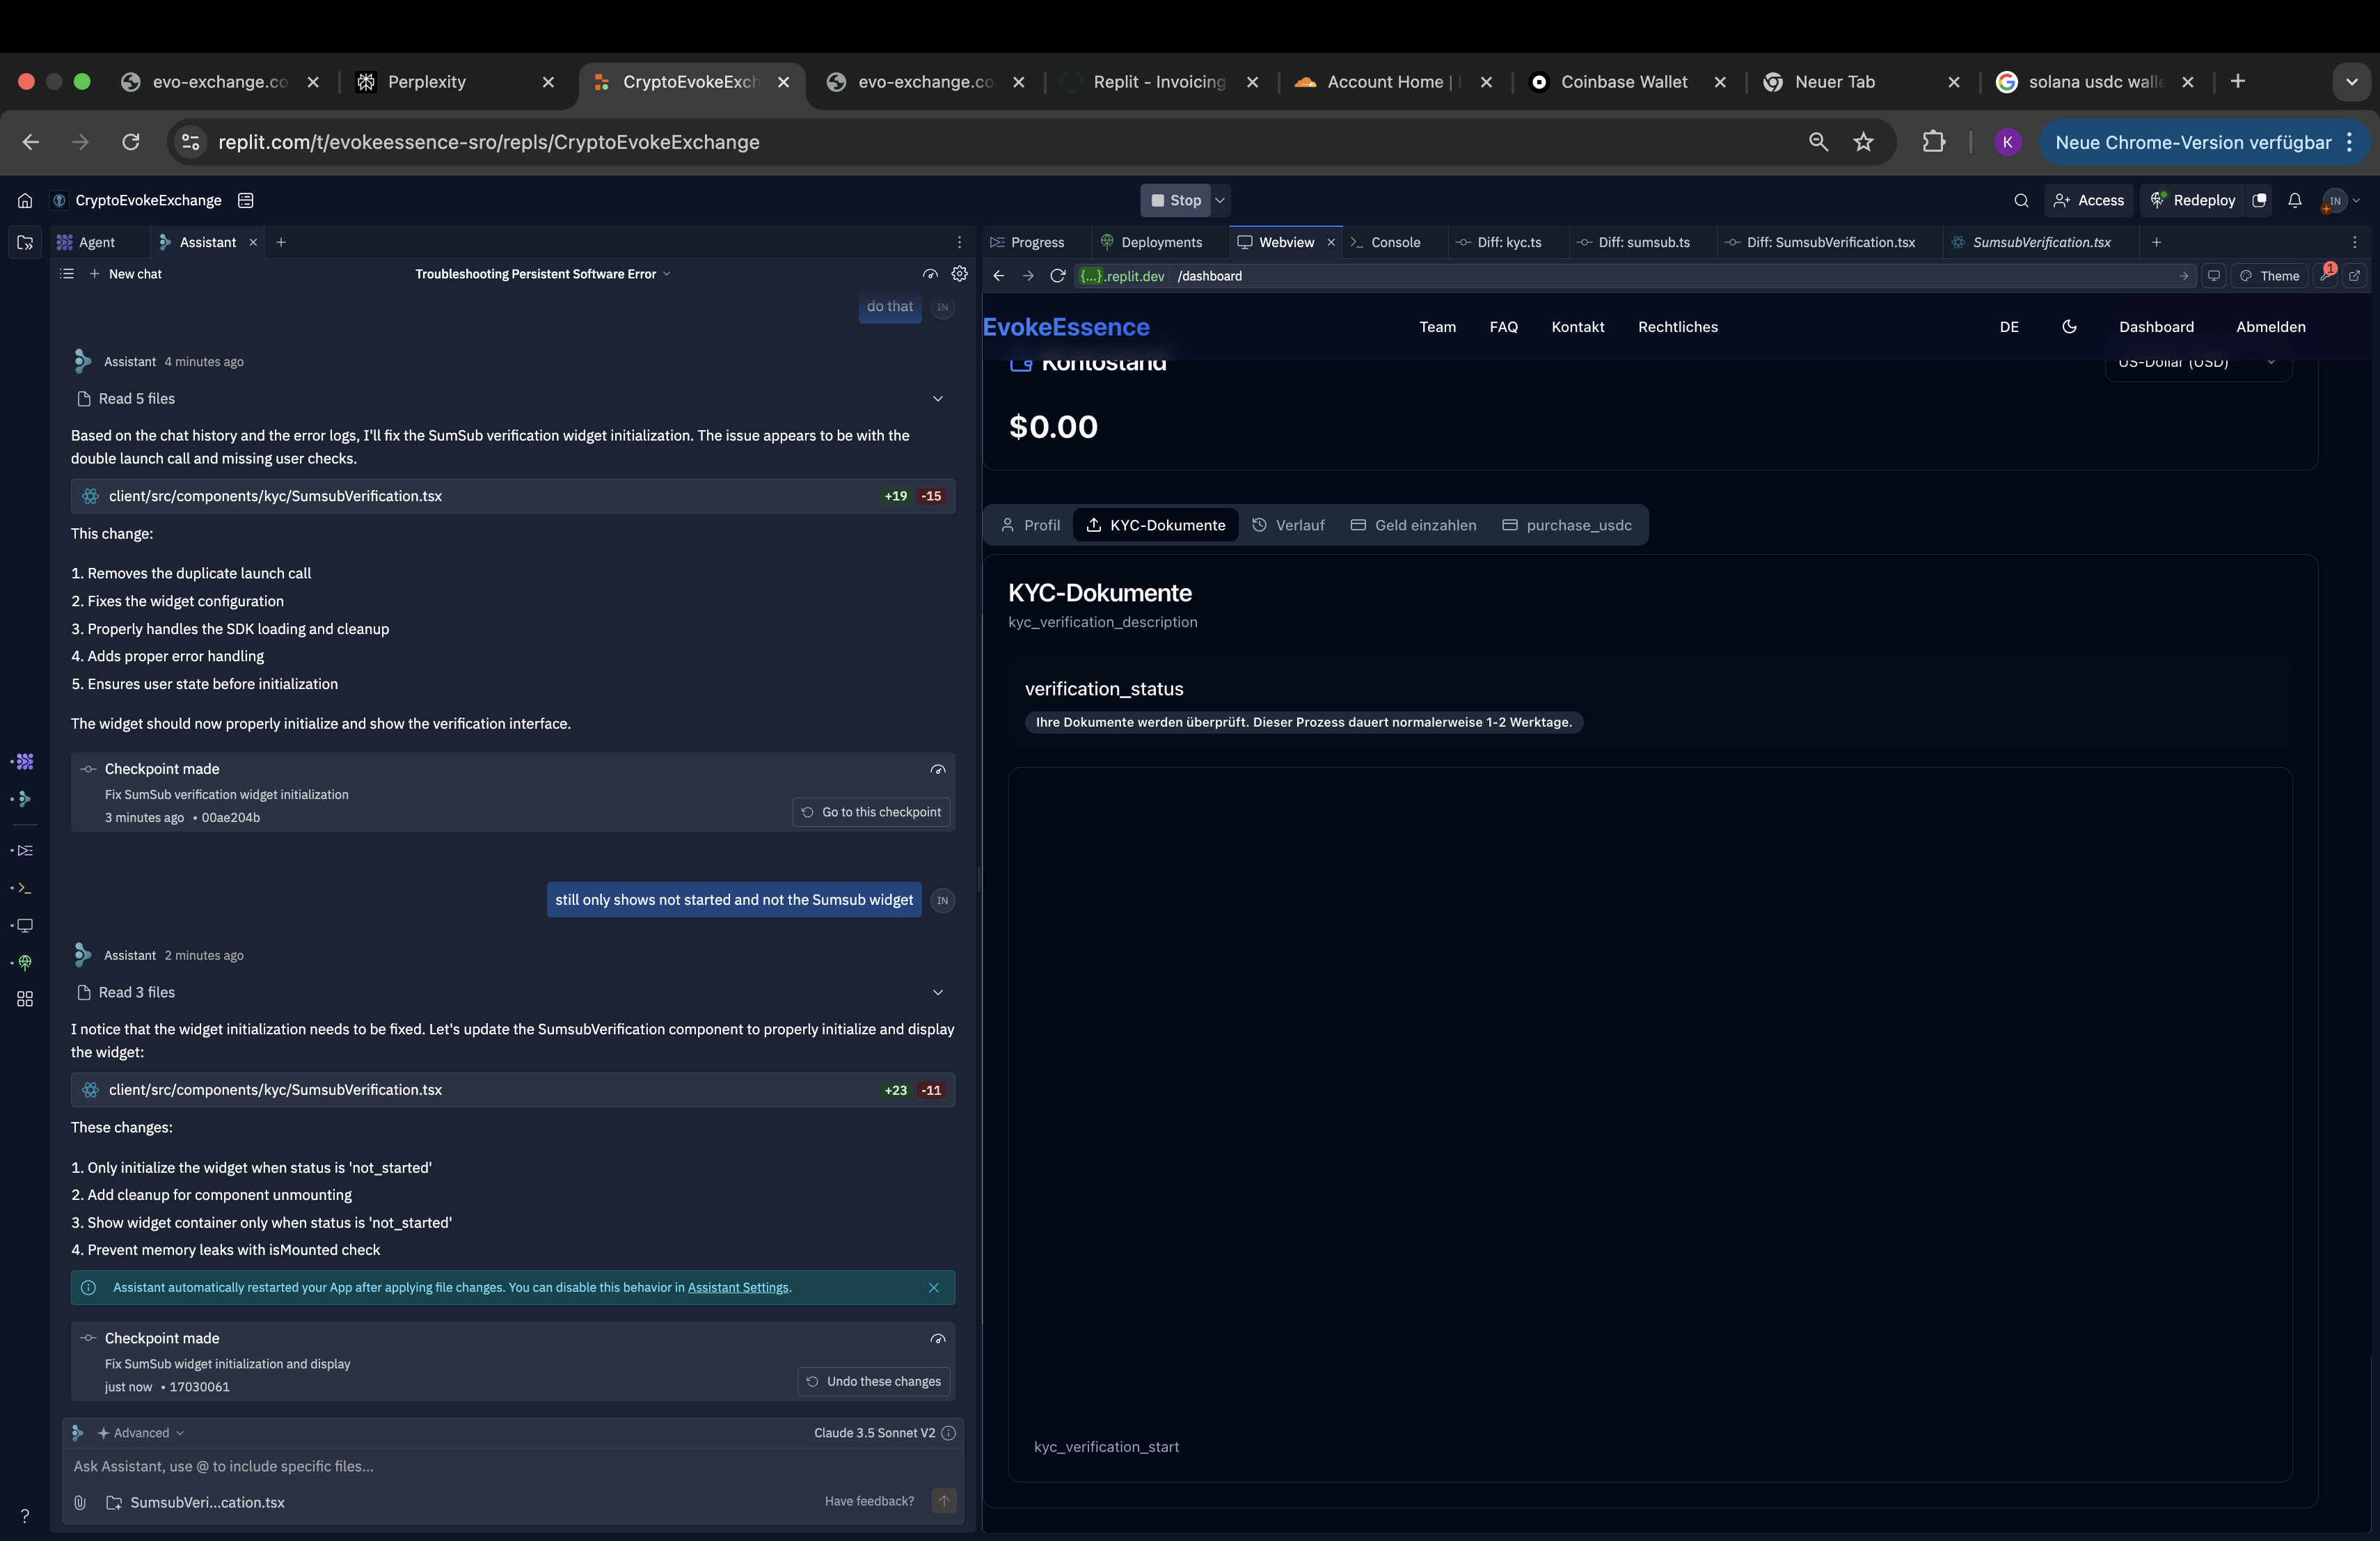 evo-exchange.co
Perplexity
CryptoEvokeExch
evo-exchange.co
Replit - Invoicing
Account Home |
Coinbase Wallet
Neuer Tab
solana usdc walle
replit.com/t/evokeessence-sro/repls/CryptoEvokeExchange
K
Neue Chrome-Version verfügbar
CryptoEvokeExchange
Stop
Access
Redeploy
IN
Agent
Assistant
New chat
Troubleshooting Persistent Software Error
do that
IN
Assistant 4 minutes ago
Read 5 files
Based on the chat history and the error logs, I'll fix the SumSub verification widget initialization. The issue appears to be with the
double launch call and missing user checks.
client/src/components/kyc/SumsubVerification.tsx +19 -15
This change:
1. Removes the duplicate launch call
2. Fixes the widget configuration
3. Properly handles the SDK loading and cleanup
4. Adds proper error handling
5. Ensures user state before initialization
The widget should now properly initialize and show the verification interface.
Checkpoint made
Fix SumSub verification widget initialization
3 minutes ago • 00ae204b
Go to this checkpoint
still only shows not started and not the Sumsub widget
IN
Assistant 2 minutes ago
Read 3 files
I notice that the widget initialization needs to be fixed. Let's update the SumsubVerification component to properly initialize and display
the widget:
client/src/components/kyc/SumsubVerification.tsx +23 -11
These changes:
1. Only initialize the widget when status is 'not_started'
2. Add cleanup for component unmounting
3. Show widget container only when status is 'not_started'
4. Prevent memory leaks with isMounted check
Assistant automatically restarted your App after applying file changes. You can disable this behavior in Assistant Settings.
Checkpoint made
Fix SumSub widget initialization and display
just now • 17030061
Undo these changes
Advanced
Claude 3.5 Sonnet V2
Ask Assistant, use @ to include specific files...
SumsubVeri...cation.tsx
Have feedback?
?
Progress
Deployments
Webview
Console
Diff: kyc.ts
Diff: sumsub.ts
Diff: SumsubVerification.tsx
SumsubVerification.tsx
{...}.replit.dev /dashboard
Theme
1
EvokeEssence
Team
FAQ
Kontakt
Rechtliches
DE
Dashboard
Abmelden
Kontostand
US-Dollar (USD)
$0.00
Profil
KYC-Dokumente
Verlauf
Geld einzahlen
purchase_usdc
KYC-Dokumente
kyc_verification_description
verification_status
Ihre Dokumente werden überprüft. Dieser Prozess dauert normalerweise 1-2 Werktage.
kyc_verification_start